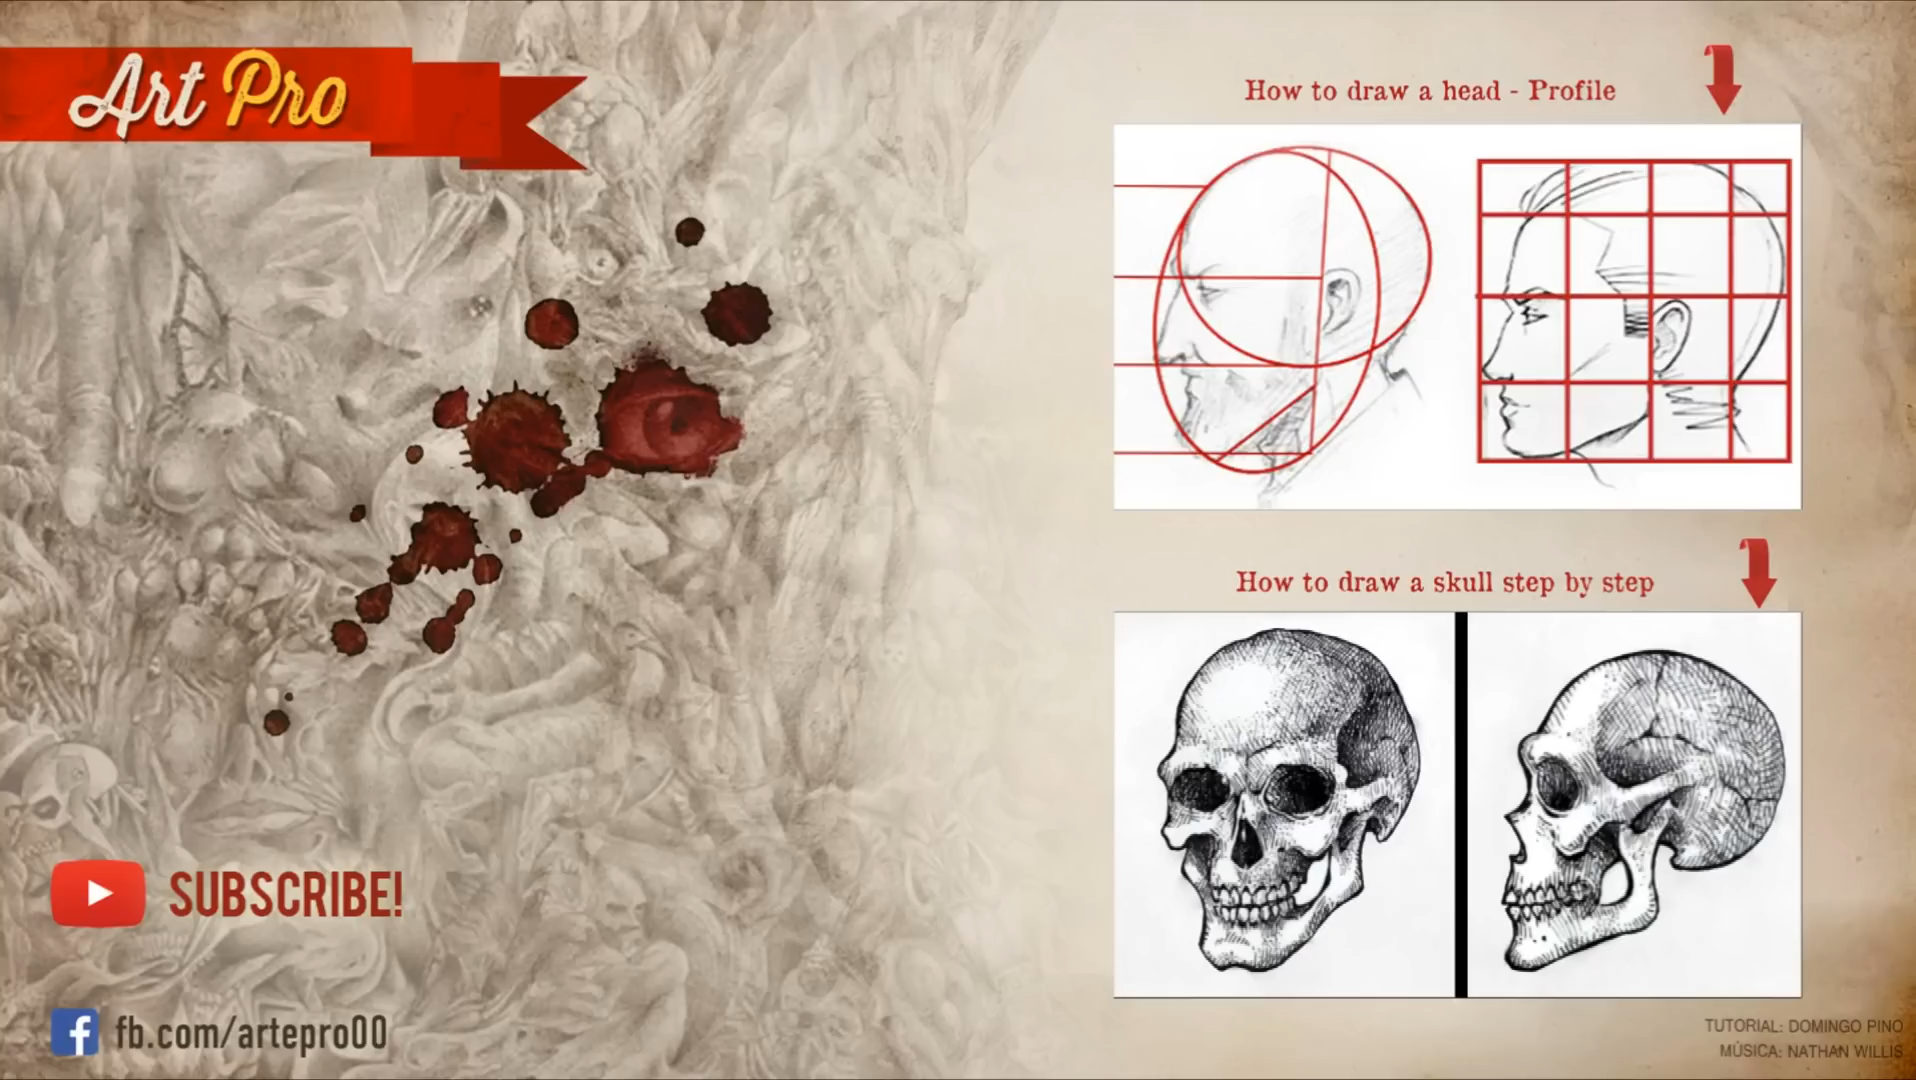 Art Pro
How to draw a head - Profile
How to draw a skull step by step
SUBSCRIBE!
fb.com/artepro00
TUTORIAL: DOMINGO PINO
MÚSICA: NATHAN WILLIS